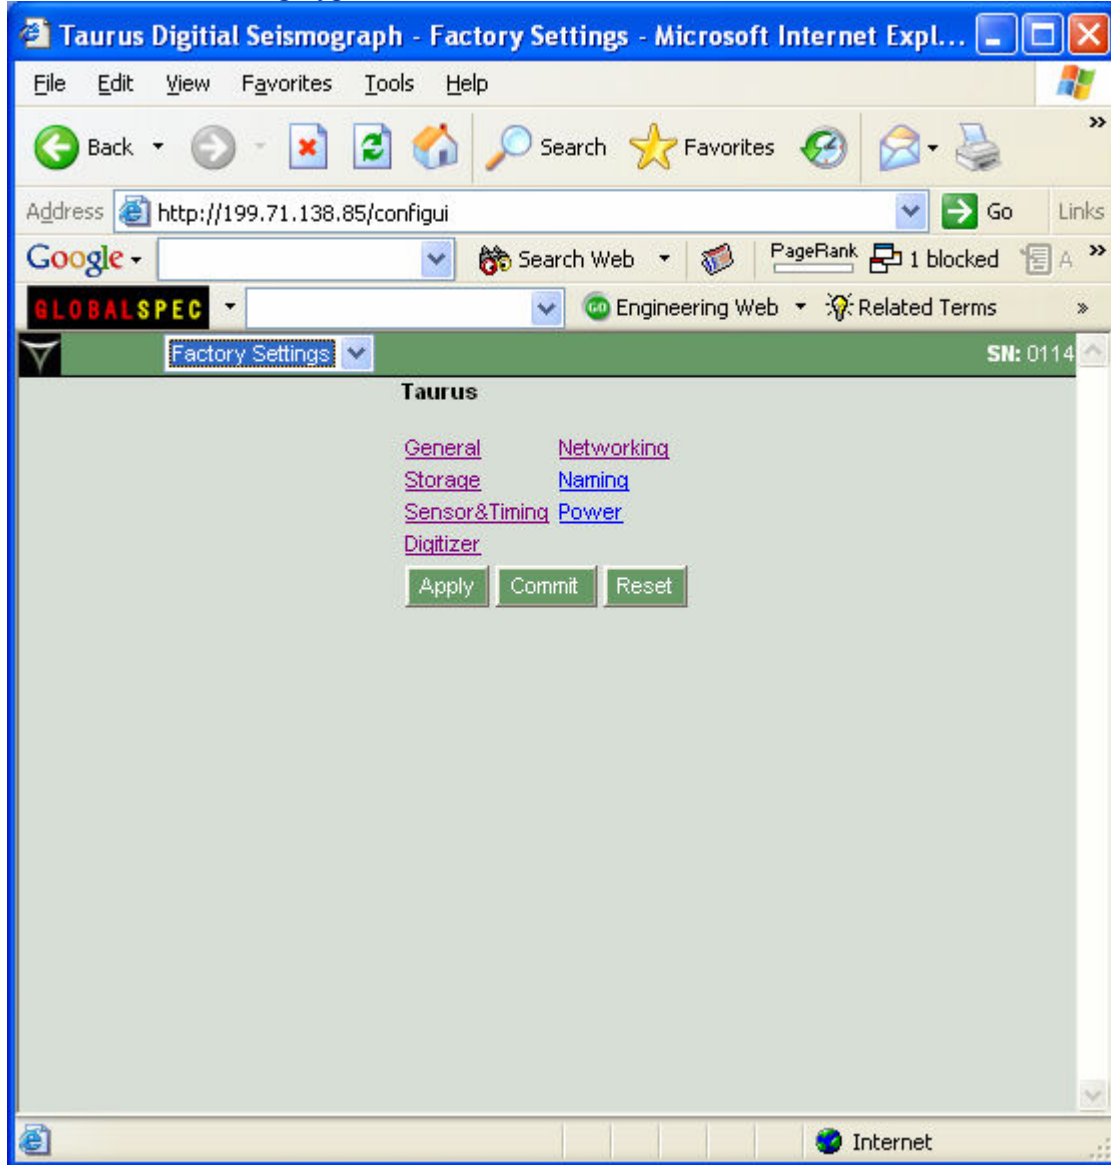 Taurus Digitial Seismograph - Factory Settings - Microsoft Internet Expl...
File Edit View Favorites Tools Help
Back Search Favorites »
Address http://199.71.138.85/configui Go Links
Google Search Web PageRank 1 blocked A »
GLOBALSPEC GO Engineering Web Related Terms »
Factory Settings SN: 0114
Taurus
General Networking
Storage Naming
Sensor&Timing Power
Digitizer
Apply Commit Reset
Internet